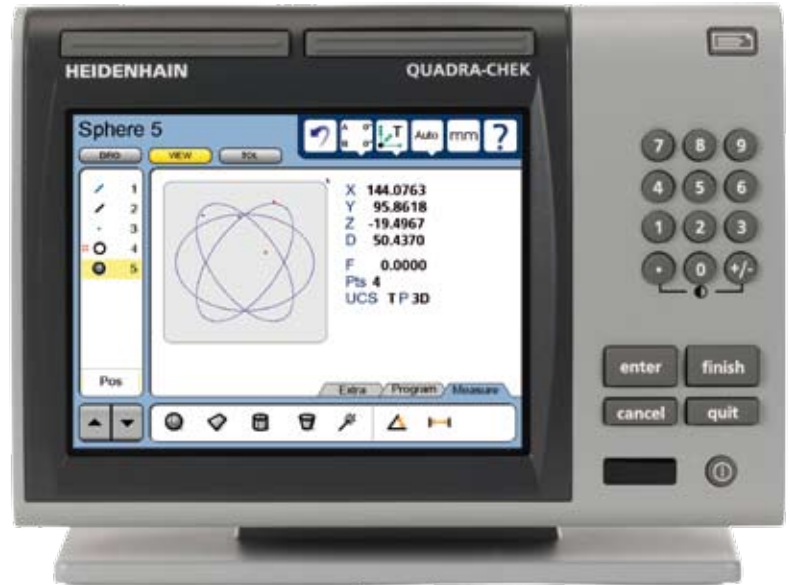 HEIDENHAIN QUADRA-CHEK
Sphere 5
A 0°
B 0°
T
Auto
mm
?
DRO VIEW TOL
1
2
3
4
5
X 144.0763
Y 95.8618
Z -19.4967
D 50.4370
F 0.0000
Pts 4
UCS T P 3D
Pos
Extra Program Measure
7 8 9
4 5 6
1 2 3
. 0 +/-
enter finish
cancel quit